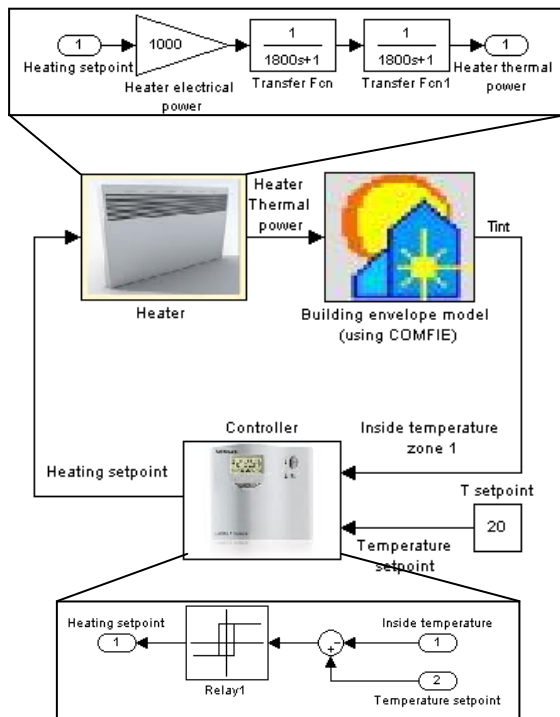 1
Heating setpoint
1000
Heater electrical
power
1
1800s+1
Transfer Fcn
1
1800s+1
Transfer Fcn1
1
Heater thermal
power
Heater
Thermal
power
Heater
Tint
Building envelope model
(using COMFIE)
Controller
Heating setpoint
Inside temperature
zone 1
T setpoint
20
Temperature
setpoint
Heating setpoint
1
Relay1
−
+
Inside temperature
1
2
Temperature setpoint